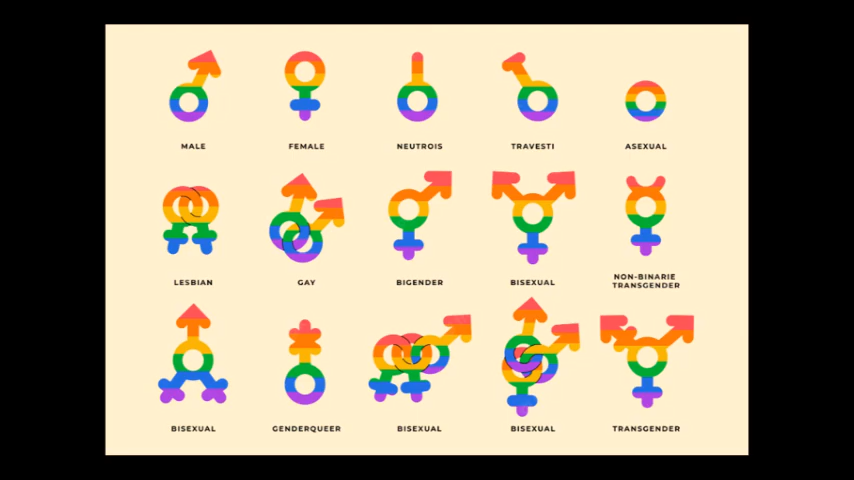 MALE
FEMALE
NEUTROIS
TRAVESTI
ASEXUAL
LESBIAN
GAY
BIGENDER
BISEXUAL
NON-BINARIE
TRANSGENDER
BISEXUAL
GENDERQUEER
BISEXUAL
BISEXUAL
TRANSGENDER